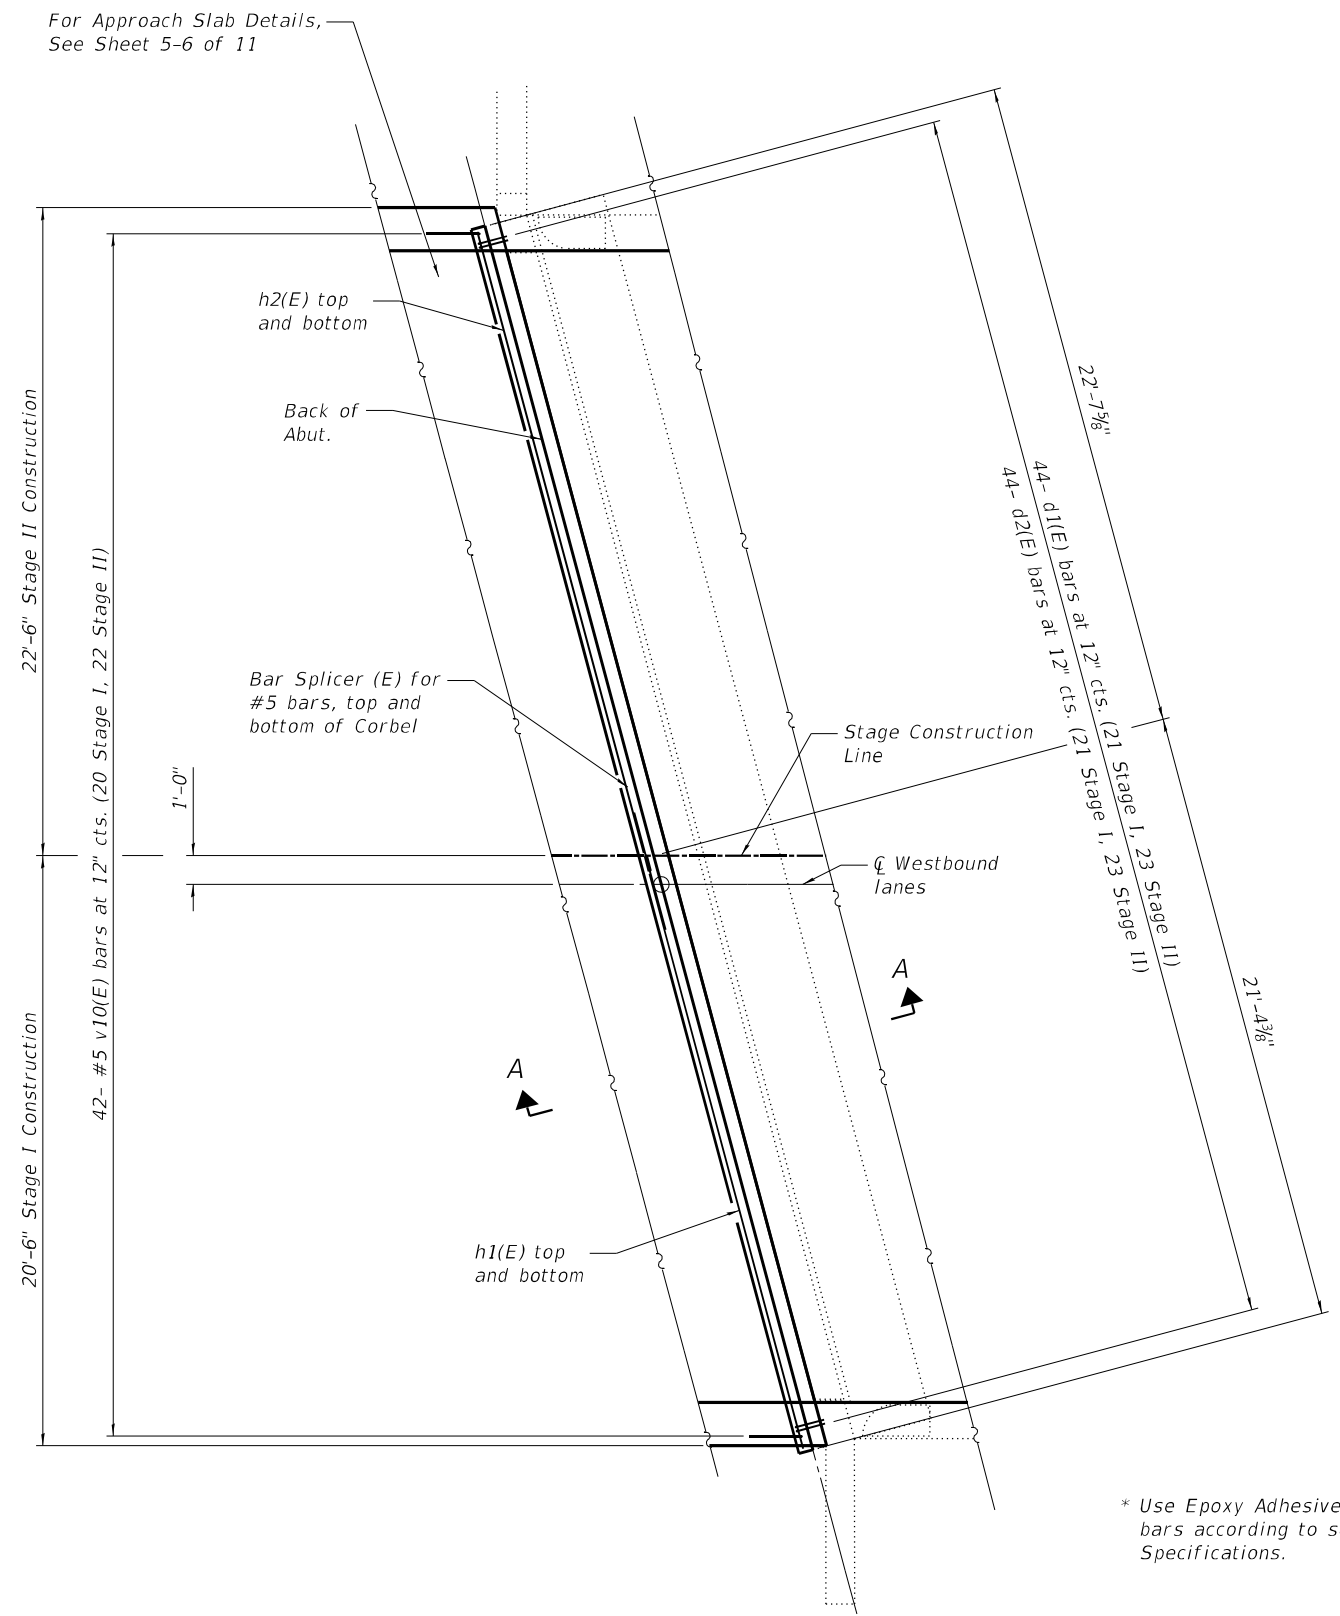 For Approach Slab Details,
See Sheet 5-6 of 11
h2(E) top
and bottom
Back of
Abut.
22'-6" Stage II Construction
42- #5 v10(E) bars at 12" cts. (20 Stage I, 22 Stage II)
22'-7⅝"
44- d1(E) bars at 12" cts. (21 Stage I, 23 Stage II)
44- d2(E) bars at 12" cts. (21 Stage I, 23 Stage II)
Bar Splicer (E) for
#5 bars, top and
bottom of Corbel
Stage Construction
Line
1'-0"
℄ Westbound
lanes
A
A
21'-4⅜"
20'-6" Stage I Construction
h1(E) top
and bottom
* Use Epoxy Adhesive
bars according to s
Specifications.